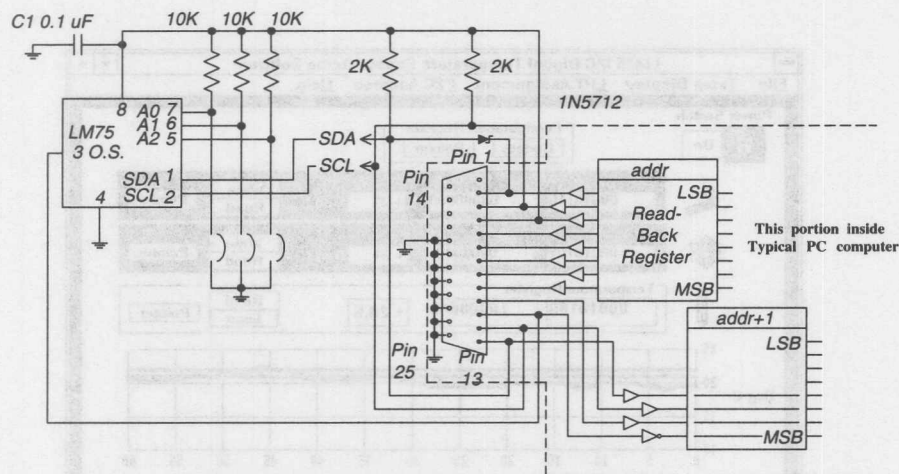 C1 0.1 uF
10K 10K 10K
2K
2K
1N5712
8
LM75
3 O.S.
A0 7
A1 6
A2 5
SDA 1
SCL 2
4
SDA
SCL
Pin 1
Pin
14
Pin
25
Pin
13
addr
LSB
Read-
Back
Register
MSB
This portion inside
Typical PC computer
addr+1
LSB
MSB